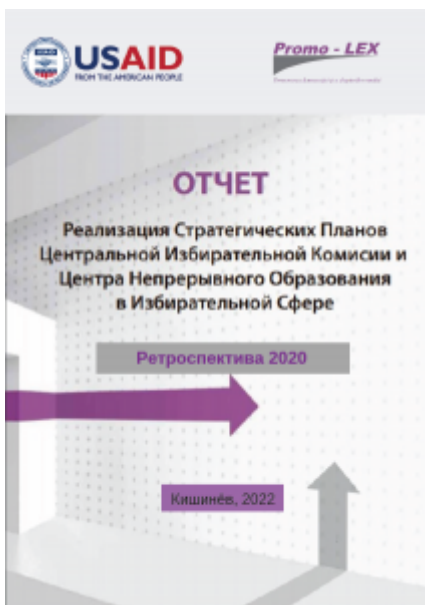 USAID
FROM THE AMERICAN PEOPLE
Promo - LEX
ОТЧЕТ
Реализация Стратегических Планов
Центральной Избирательной Комисии и
Центра Непрерывного Образования
в Избирательной Сфере
Ретроспектива 2020
Кишинёв, 2022